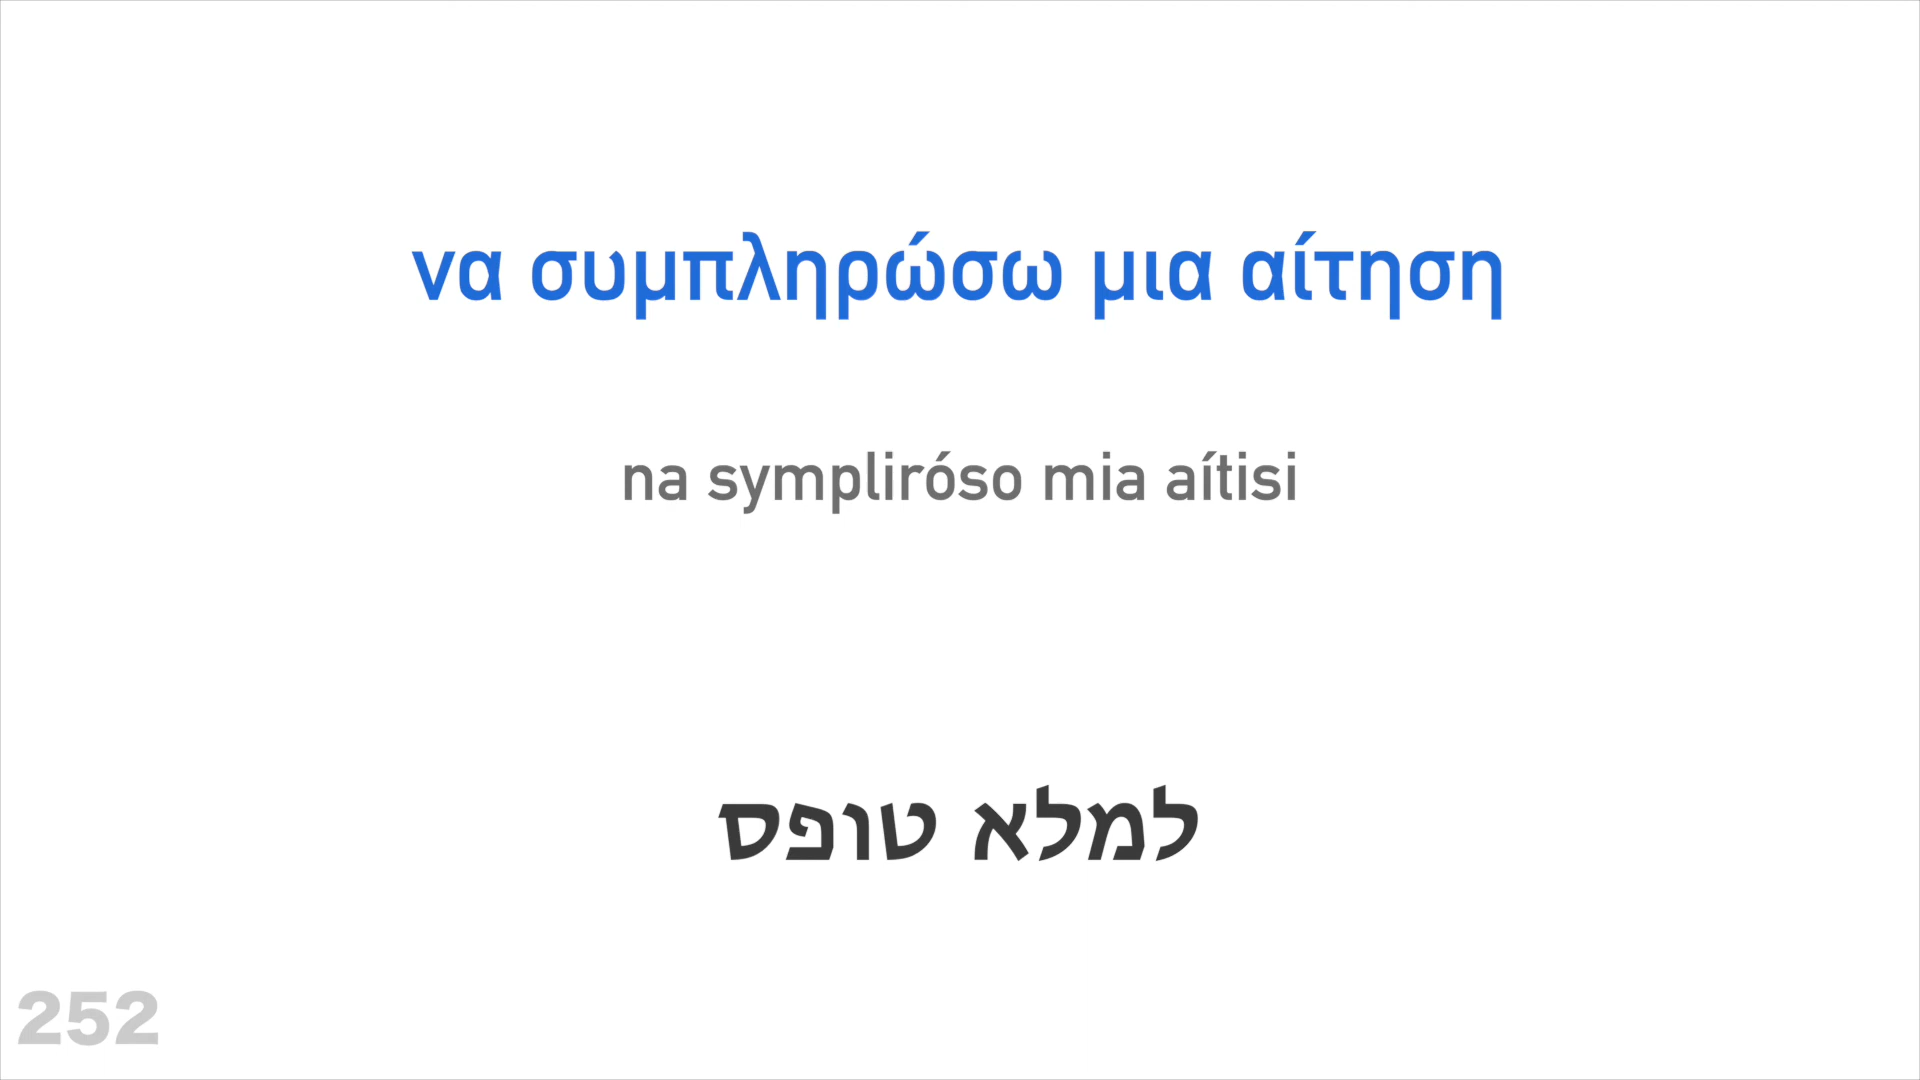 να συμπληρώσω μια αίτηση
na sympliróso mia aítisi
למלא טופס
252